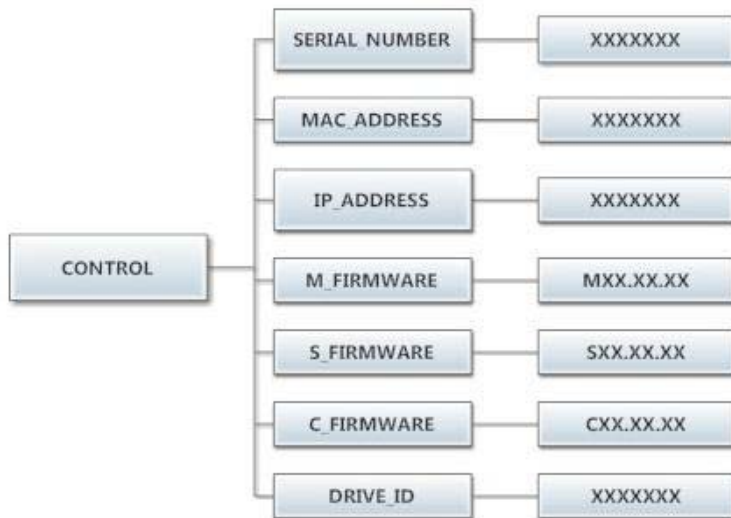 SERIAL_NUMBER XXXXXXX
MAC_ADDRESS XXXXXXX
IP_ADDRESS XXXXXXX
CONTROL
M_FIRMWARE MXX.XX.XX
S_FIRMWARE SXX.XX.XX
C_FIRMWARE CXX.XX.XX
DRIVE_ID XXXXXXX